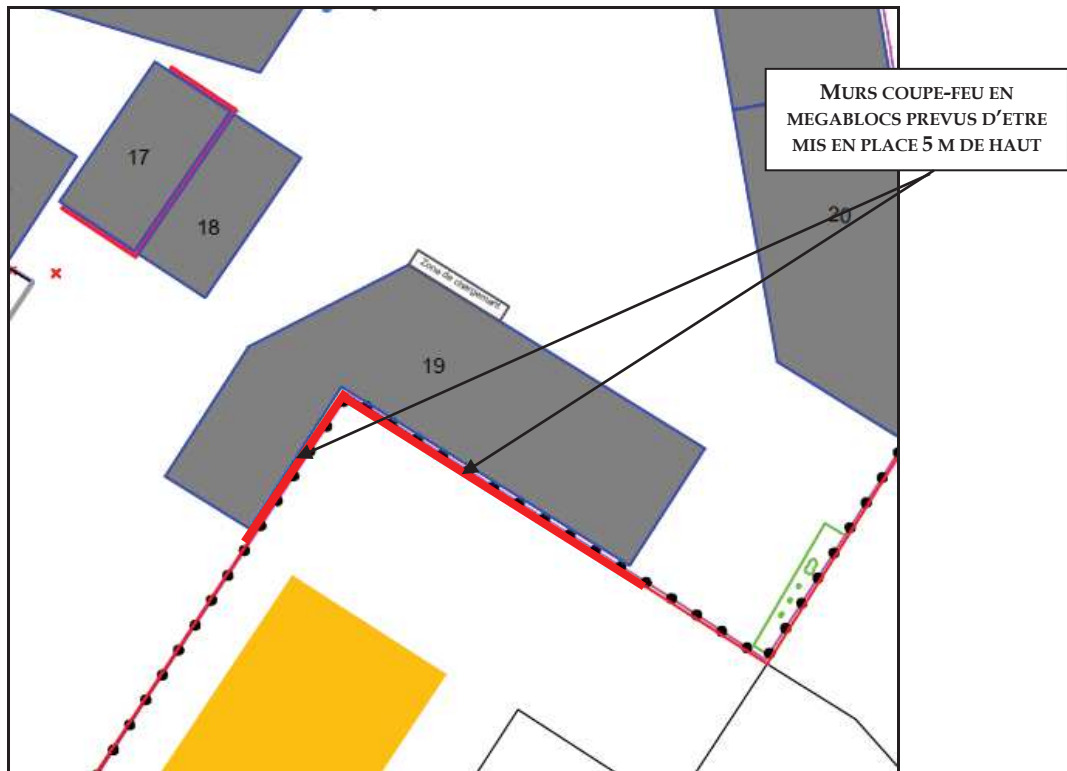 MURS COUPE-FEU EN
MEGABLOCS PREVUS D'ETRE
MIS EN PLACE 5 M DE HAUT
17
18
20
Zone de chargement
19